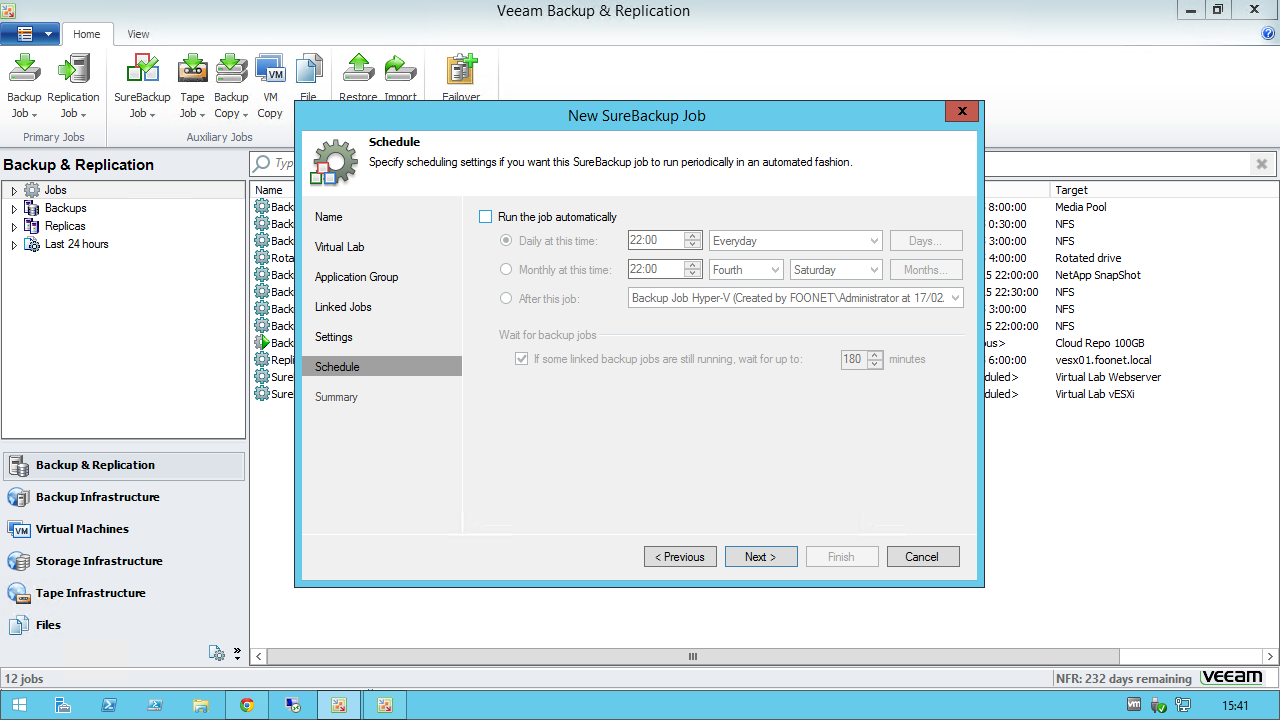 Veeam Backup & Replication
Home View
Backup Job Replication Job SureBackup Job Tape Job Backup Copy VM Copy File Restore Import Failover
Primary Jobs Auxiliary Jobs
Backup & Replication
Jobs
Backups
Replicas
Last 24 hours
Backup & Replication
Backup Infrastructure
Virtual Machines
Storage Infrastructure
Tape Infrastructure
Files
Name Target
Back 8:00:00 Media Pool
Back 0:30:00 NFS
Back 3:00:00 NFS
Rota 4:00:00 Rotated drive
Back 5 22:00:00 NetApp SnapShot
Back 5 22:30:00 NFS
Back 3:00:00 NFS
Back 5 22:00:00 NFS
Back ous> Cloud Repo 100GB
Repli 6:00:00 vesx01.foonet.local
Sure duled> Virtual Lab Webserver
Sure duled> Virtual Lab vESXi
New SureBackup Job
Schedule
Specify scheduling settings if you want this SureBackup job to run periodically in an automated fashion.
Name
Virtual Lab
Application Group
Linked Jobs
Settings
Schedule
Summary
Run the job automatically
Daily at this time: 22:00 Everyday Days...
Monthly at this time: 22:00 Fourth Saturday Months...
After this job: Backup Job Hyper-V (Created by FOONET\Administrator at 17/02.
Wait for backup jobs
If some linked backup jobs are still running, wait for up to: 180 minutes
< Previous Next > Finish Cancel
12 jobs NFR: 232 days remaining veeam
15:41